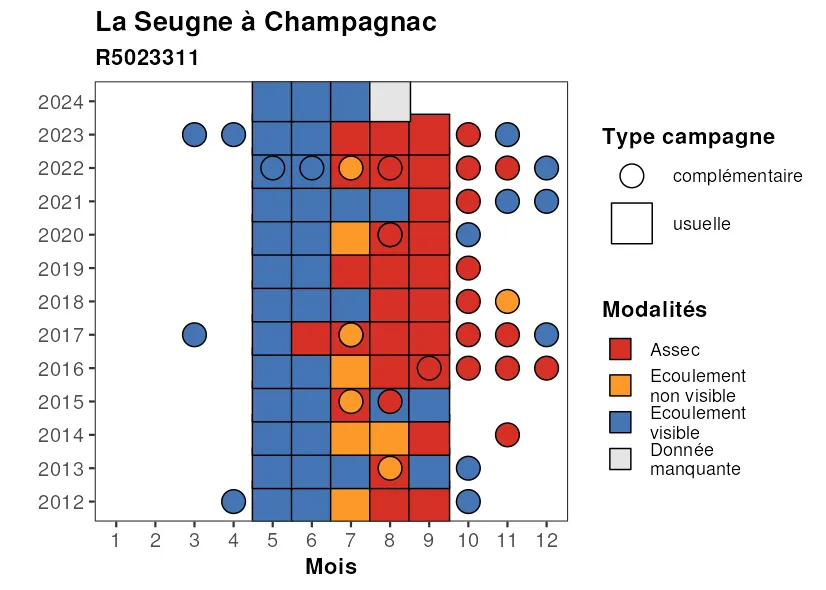 La Seugne à Champagnac
R5023311
2024
2023
2022
2021
2020
2019
2018
2017
2016
2015
2014
2013
2012
1 2 3 4 5 6 7 8 9 10 11 12
Mois
Type campagne
complémentaire
usuelle
Modalités
Assec
Ecoulement
non visible
Ecoulement
visible
Donnée
manquante